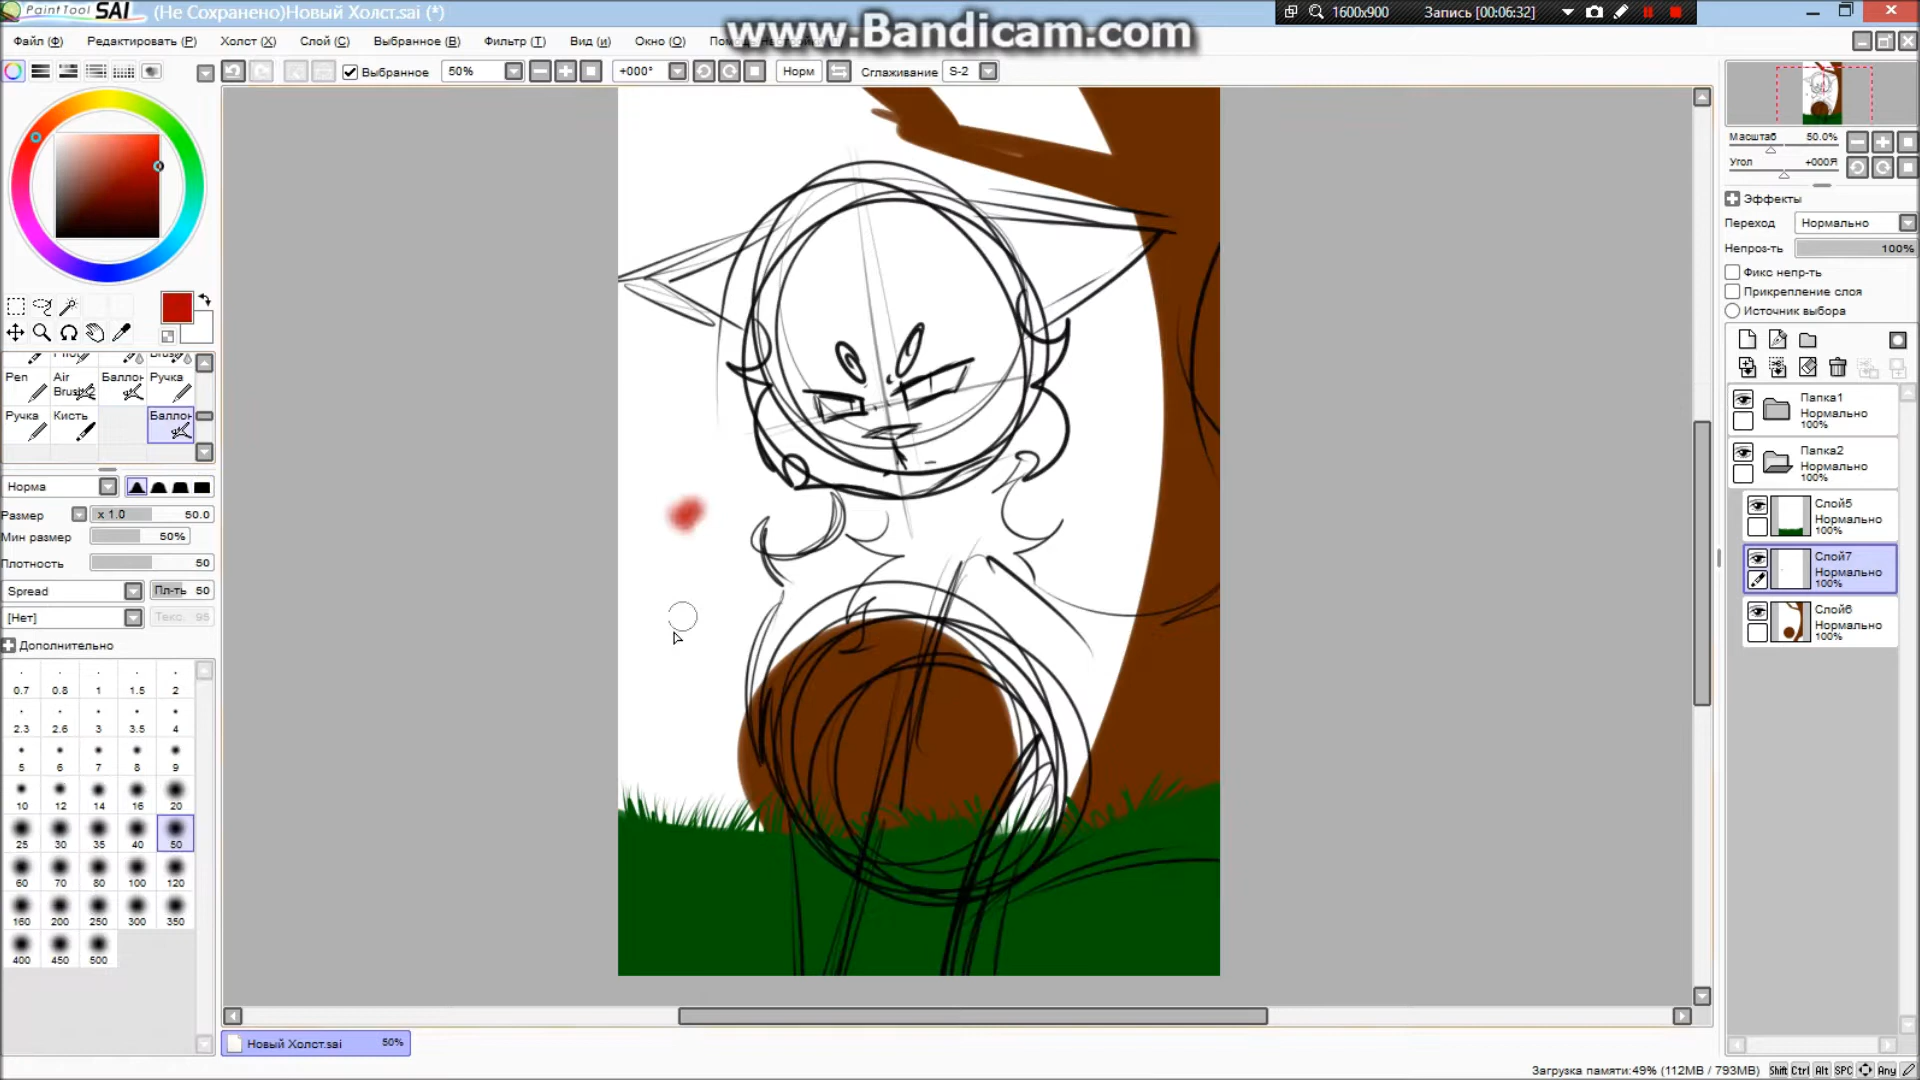 PaintTool SAI (Не Сохранено)Новый Холст.sai (*)
www.Bandicam.com
1600x900 Запись [00:06:32]
Файл (Ф) Редактировать (P) Холст (X) Слой (C) Выбранное (B) Фильтр (T) Вид (и) Окно (O)
Выбранное 50% +000° Норм Сглаживание S-2
Масштаб 50.0%
Угол +000Я
Эффекты
Переход Нормально
Непроз-ть 100%
Фикс непр-ть
Прикрепление слоя
Источник выбора
Pen Air Brush2 Баллон Ручка
Ручка Кисть Баллон
Норма
Размер x 1.0 50.0
Мин размер 50%
Плотность 50
Spread Пл-ть 50
[Нет] Текс. 95
Дополнительно
0.7 0.8 1 1.5 2
2.3 2.6 3 3.5 4
5 6 7 8 9
10 12 14 16 20
25 30 35 40 50
60 70 80 100 120
160 200 250 300 350
400 450 500
Папка1
Нормально
100%
Папка2
Нормально
100%
Слой5
Нормально
100%
Слой7
Нормально
100%
Слой6
Нормально
100%
Новый Холст.sai 50%
Загрузка памяти:49% (112MB / 793MB) Shift Ctrl Alt SPC Any